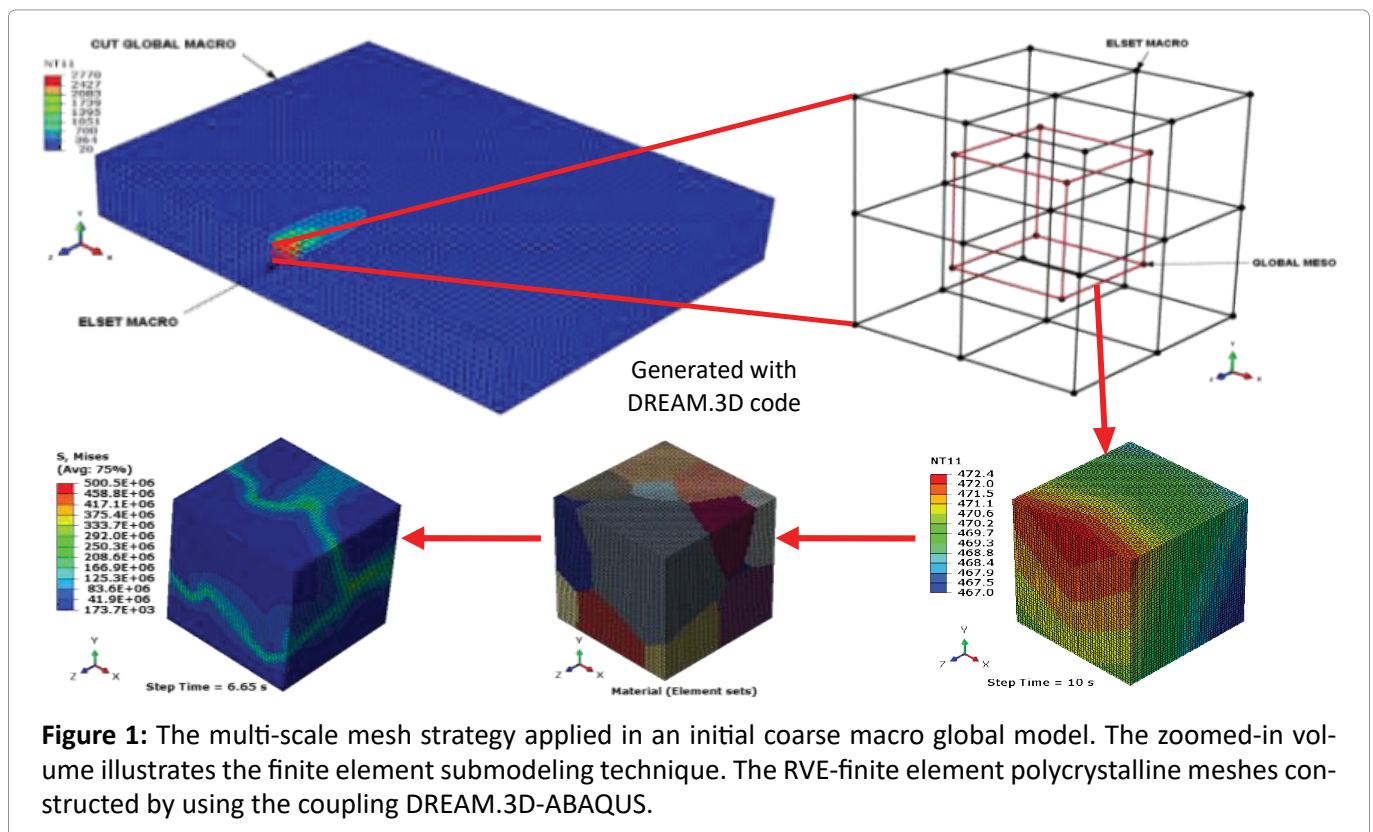 CUT GLOBAL MACRO
NT11
2770
2427
2083
1739
1395
1051
708
364
20
Y
Z
X
ELSET MACRO
ELSET MACRO
GLOBAL MESO
Y
Z
X
Generated with
DREAM.3D code
S, Mises
(Avg: 75%)
500.5E+06
458.8E+06
417.1E+06
375.4E+06
333.7E+06
292.0E+06
250.3E+06
208.6E+06
166.9E+06
125.3E+06
83.6E+06
41.9E+06
173.7E+03
Y
Z
X
Step Time = 6.65 s
Y
Z
X
Material (Element sets)
NT11
472.4
472.0
471.5
471.1
470.6
470.2
469.7
469.3
468.8
468.4
467.9
467.5
467.0
Y
Z
X
Step Time = 10 s
Figure 1: The multi-scale mesh strategy applied in an initial coarse macro global model. The zoomed-in vol-
ume illustrates the finite element submodeling technique. The RVE-finite element polycrystalline meshes con-
structed by using the coupling DREAM.3D-ABAQUS.